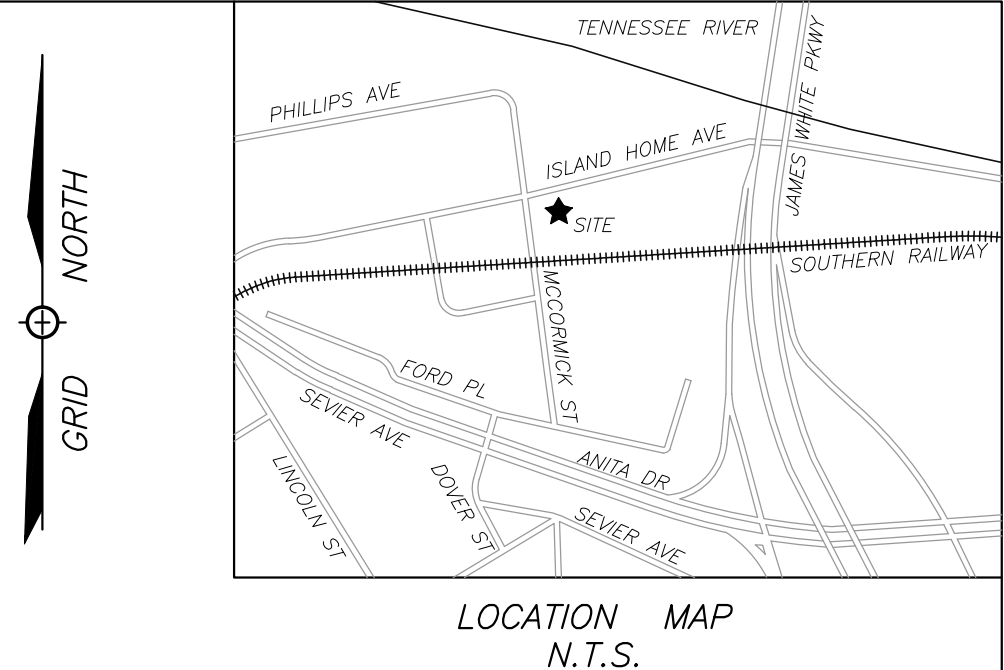 TENNESSEE RIVER
JAMES WHITE PKWY
PHILLIPS AVE
ISLAND HOME AVE
NORTH
SITE
SOUTHERN RAILWAY
MCCORMICK ST
GRID
FORD PL
SEVIER AVE
ANITA DR
LINCOLN ST
DOVER ST
SEVIER AVE
LOCATION MAP
N.T.S.